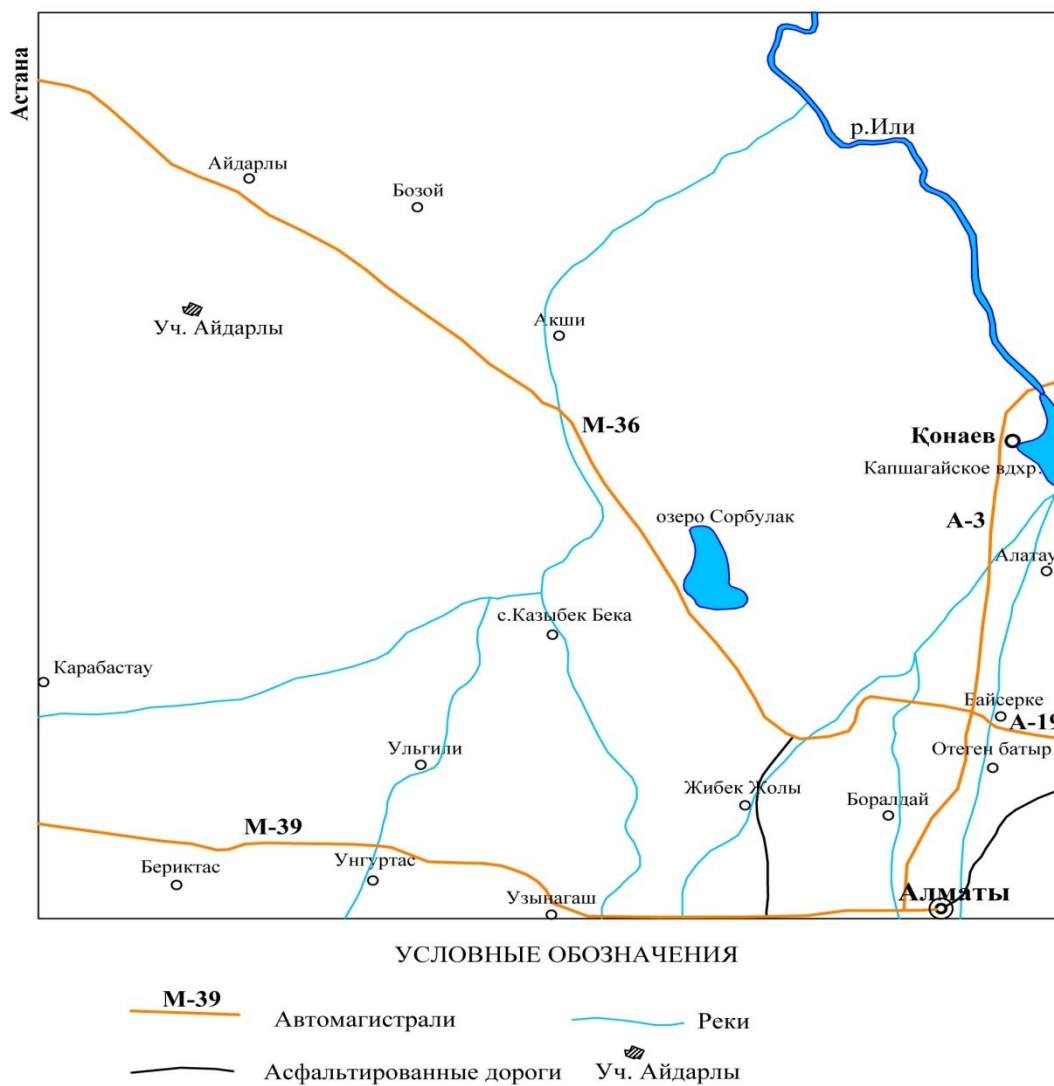 Астана
р.Или
Айдарлы
Бозой
Уч. Айдарлы
Акши
М-36
Қонаев
Капшагайское вдхр.
озеро Сорбулак
А-3
Алатау
с.Казыбек Бека
Карабастау
Байсерке
А-19
Ульгили
Отеген батыр
Жибек Жолы
Боралдай
М-39
Бериктас
Унгуртас
Узынагаш
Алматы
УСЛОВНЫЕ ОБОЗНАЧЕНИЯ
М-39
Автомагистрали
Реки
Асфальтированные дороги
Уч. Айдарлы